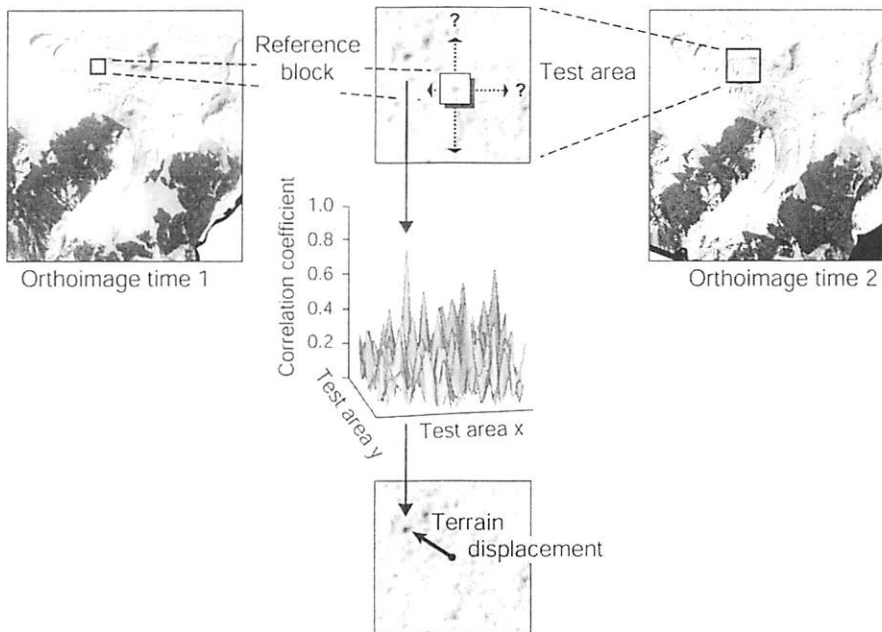 ?
Reference
block
?
Test area
Orthoimage time 1
Orthoimage time 2
Correlation coefficient
1.0
0.8
0.6
0.4
0.2
Test area y
Test area x
Terrain
displacement